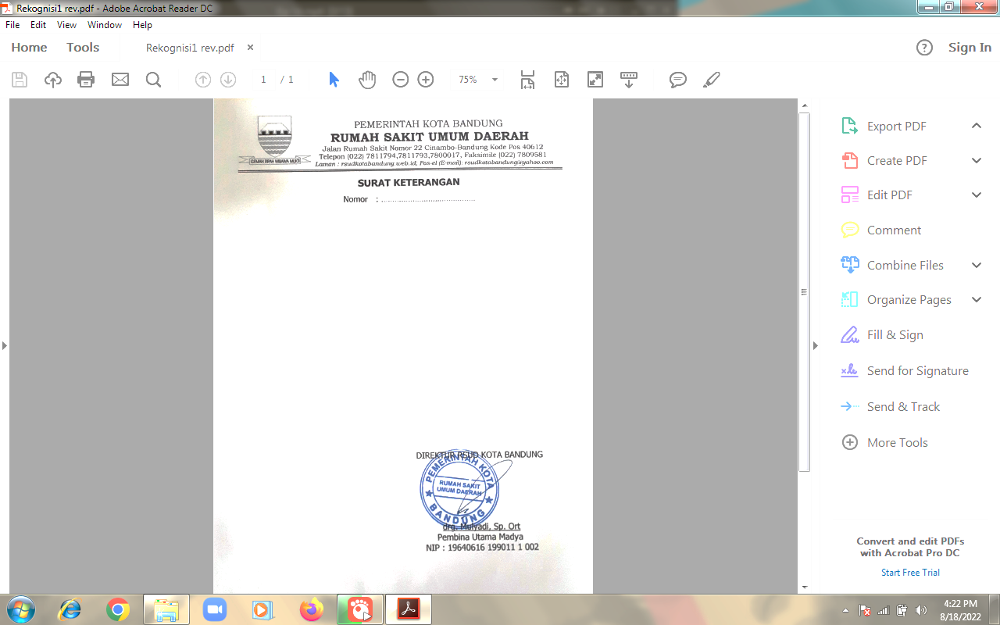 Rekognisi1 rev.pdf - Adobe Acrobat Reader DC
File Edit View Window Help
Home Tools Rekognisi1 rev.pdf × Sign In
1 / 1 75%
PEMERINTAH KOTA BANDUNG
RUMAH SAKIT UMUM DAERAH
Jalan Rumah Sakit Nomor 22 Cinambo-Bandung Kode Pos 40612
Telepon (022) 7811794,7811793,7800017, Faksimile (022) 7809581
Laman : rsudkotabandung.web.id, Pos-el (E-mail): rsudkotabandung@yahoo.com
GEMAH RIPAH WIBAWA MUKTI
SURAT KETERANGAN
Nomor : ........................................
DIREKTUR RSUD KOTA BANDUNG
PEMERINTAH KOTA
RUMAH SAKIT
UMUM DAERAH
BANDUNG
drg. Mulyadi, Sp. Ort
Pembina Utama Madya
NIP : 19640616 199011 1 002
Export PDF
Create PDF
Edit PDF
Comment
Combine Files
Organize Pages
Fill & Sign
Send for Signature
Send & Track
More Tools
Convert and edit PDFs
with Acrobat Pro DC
Start Free Trial
4:22 PM
8/18/2022